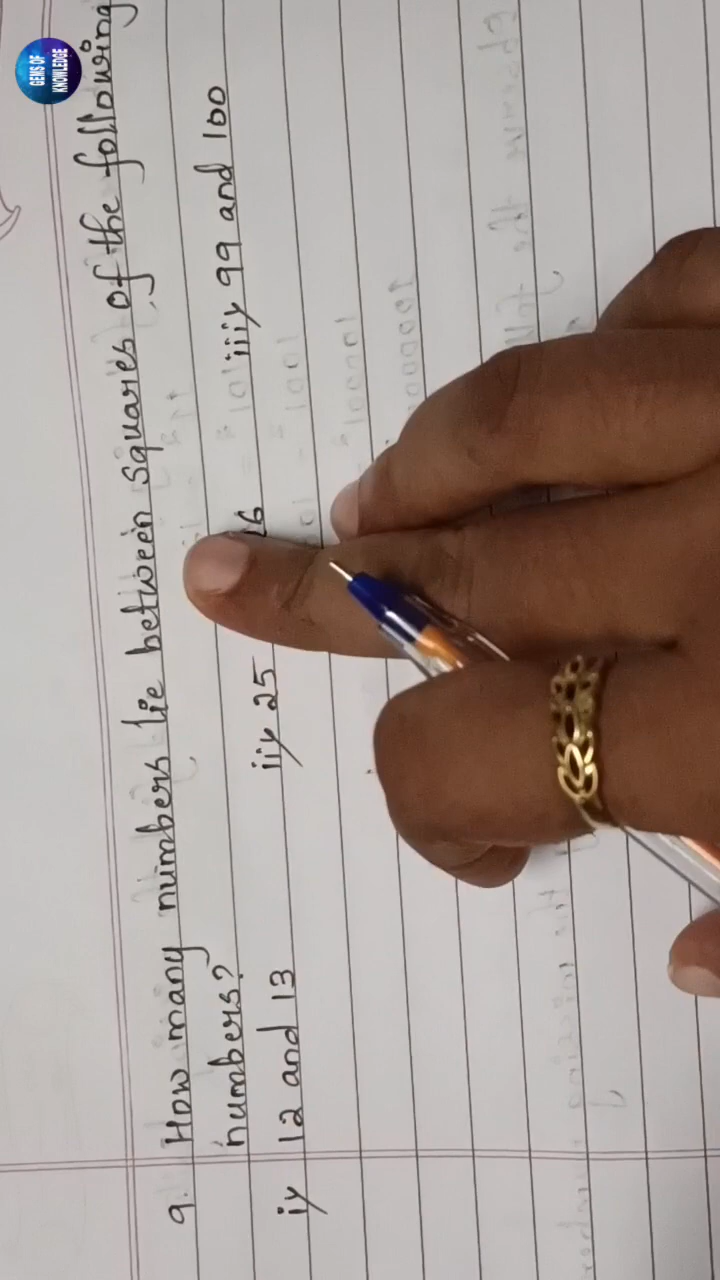 GEMS OF
KNOWLEDGE
9. How many numbers lie between squares of the following
numbers?
i) 12 and 13 ii) 25 26 iii) 99 and 100